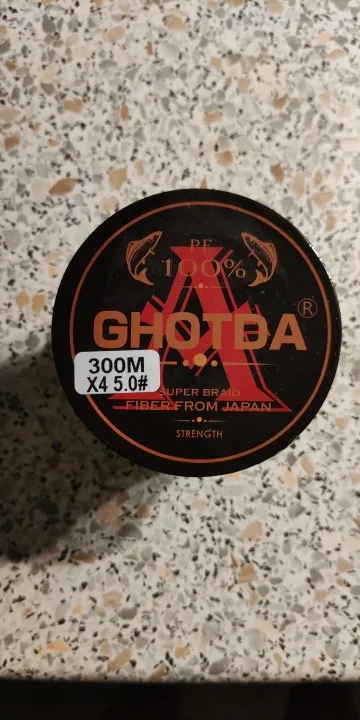 PE
100%
GHOTDA®
300M
X4 5.0#
SUPER BRAID
FIBER FROM JAPAN
STRENGTH